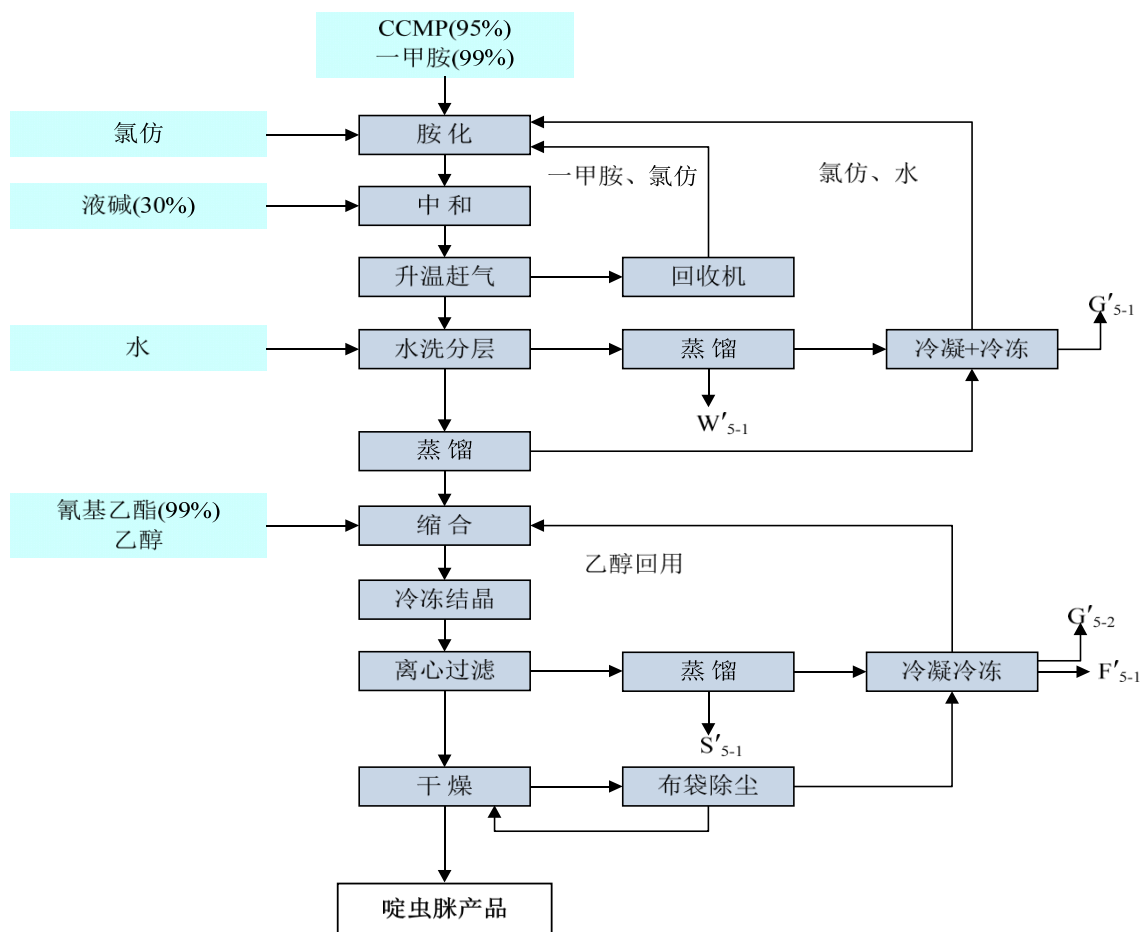 CCMP(95%)
一甲胺(99%)
氯仿
胺 化
一甲胺、氯仿
氯仿、水
液碱(30%)
中 和
升温赶气
回收机
G′5-1
水
水洗分层
蒸 馏
冷凝+冷冻
W′5-1
蒸 馏
氰基乙酯(99%)
乙醇
缩 合
乙醇回用
冷冻结晶
G′5-2
离心过滤
蒸 馏
冷凝冷冻
F′5-1
S′5-1
干 燥
布袋除尘
啶虫脒产品